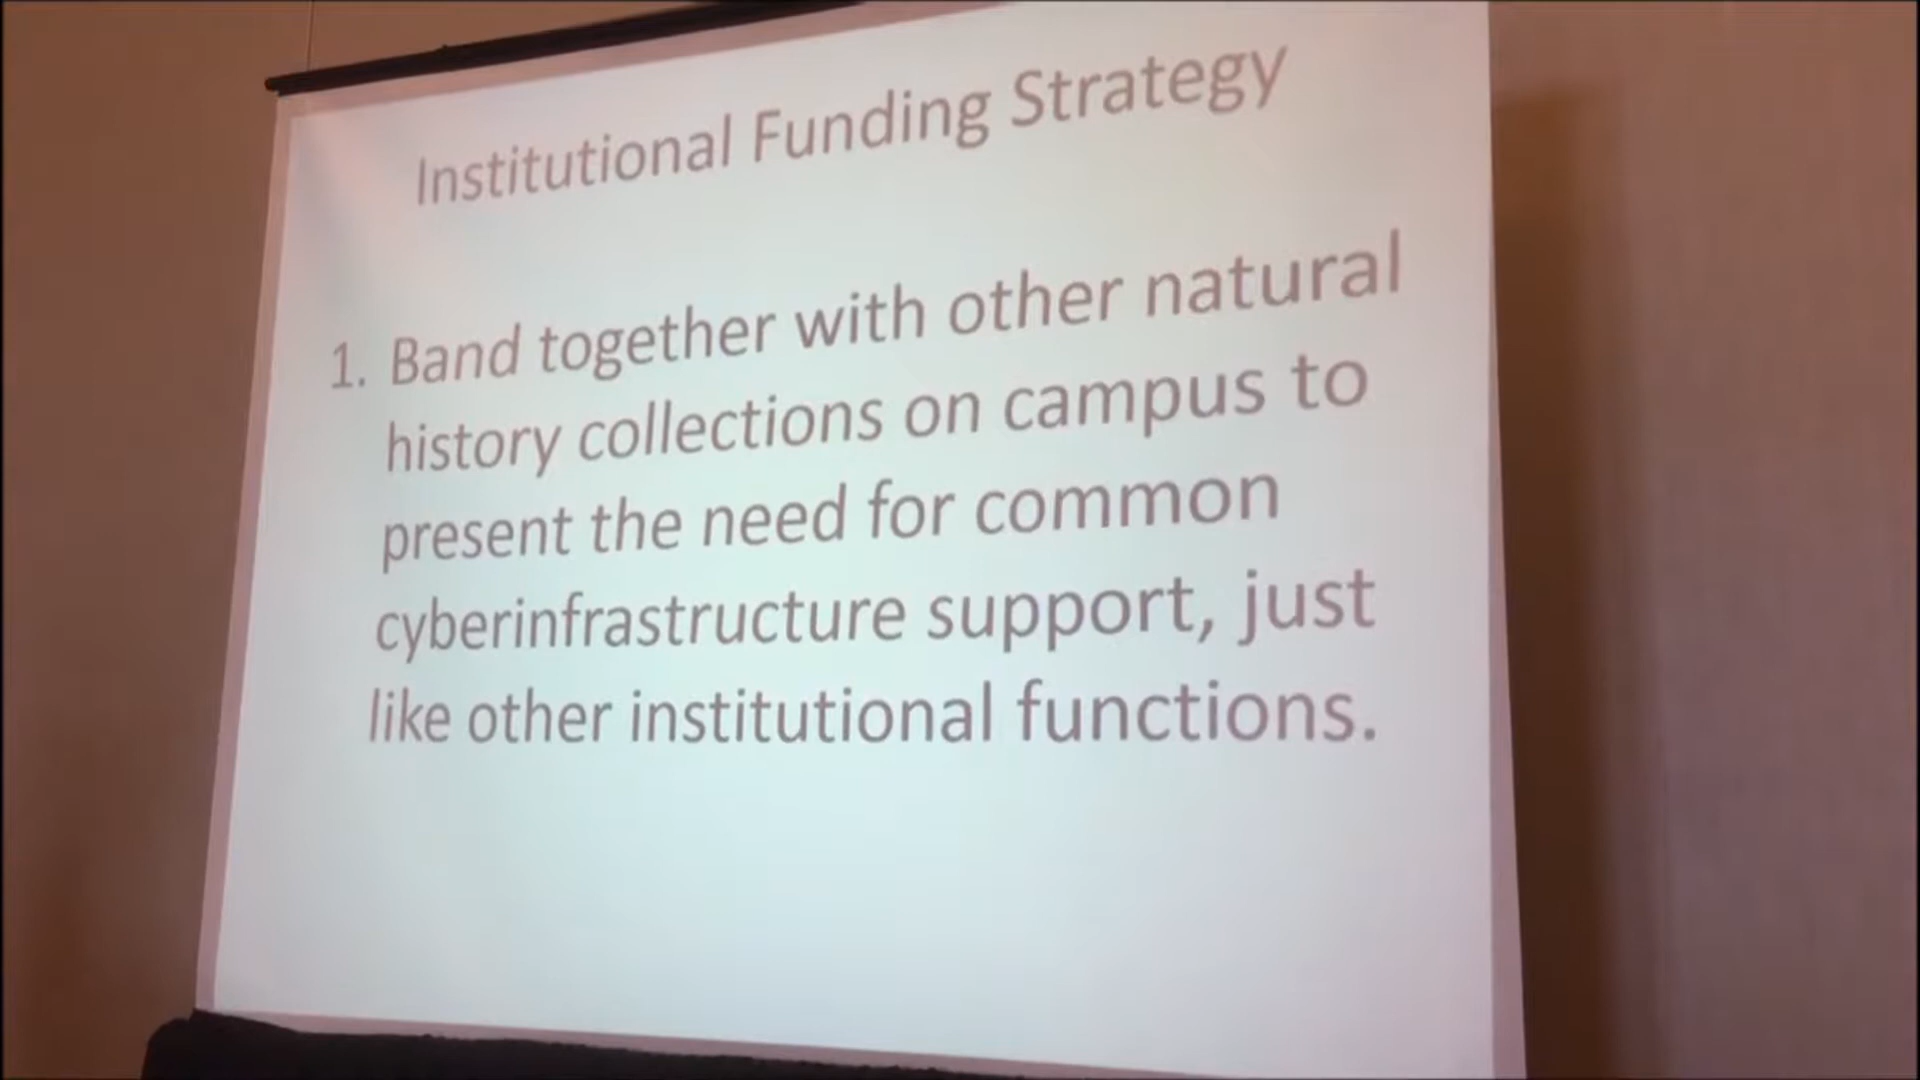 Institutional Funding Strategy
1. Band together with other natural
history collections on campus to
present the need for common
cyberinfrastructure support, just
like other institutional functions.